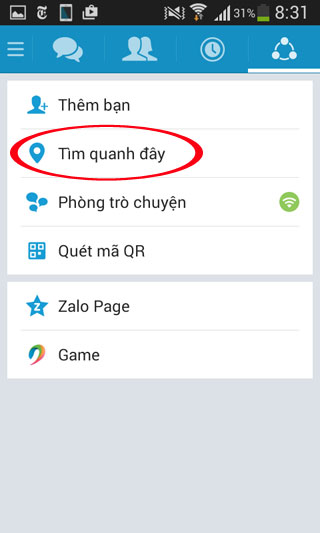 31% 8:31
Thêm bạn
Tìm quanh đây
Phòng trò chuyện
Quét mã QR
Zalo Page
Game